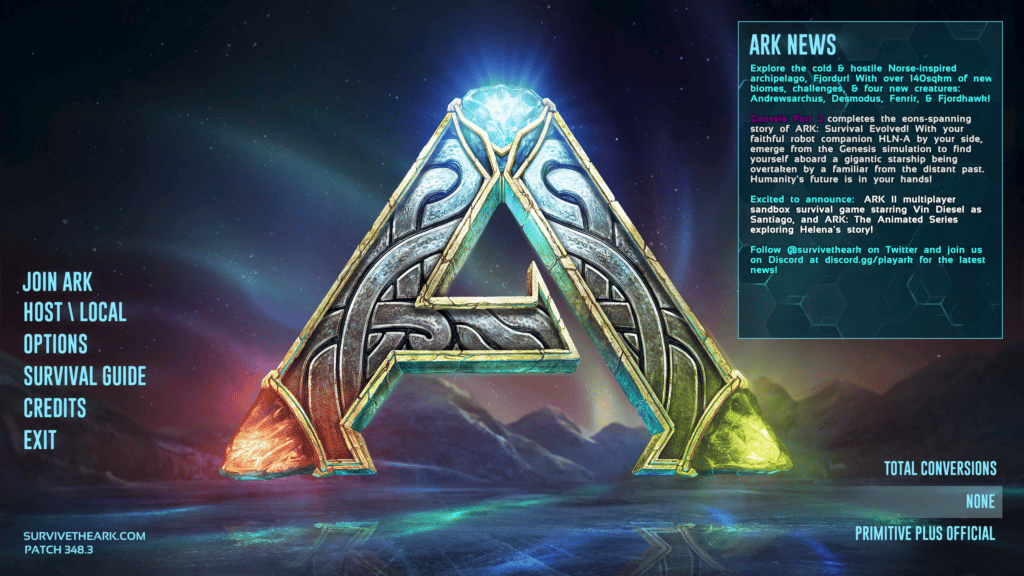 ARK NEWS
Explore the cold & hostile Norse-inspired
archipelago, Fjordur! With over 140sqkm of new
biomes, challenges, & four new creatures:
Andrewsarchus, Desmodus, Fenrir, & Fjordhawk!
Genesis Part 2 completes the eons-spanning
story of ARK: Survival Evolved! With your
faithful robot companion HLN-A by your side,
emerge from the Genesis simulation to find
yourself aboard a gigantic starship being
overtaken by a familiar from the distant past.
Humanity's future is in your hands!
Excited to announce: ARK II multiplayer
sandbox survival game starring Vin Diesel as
Santiago, and ARK: The Animated Series
exploring Helena's story!
Follow @survivetheark on Twitter and join us
on Discord at discord.gg/playark for the latest
news!
JOIN ARK
HOST \ LOCAL
OPTIONS
SURVIVAL GUIDE
CREDITS
EXIT
TOTAL CONVERSIONS
NONE
PRIMITIVE PLUS OFFICIAL
SURVIVETHEARK.COM
PATCH 348.3